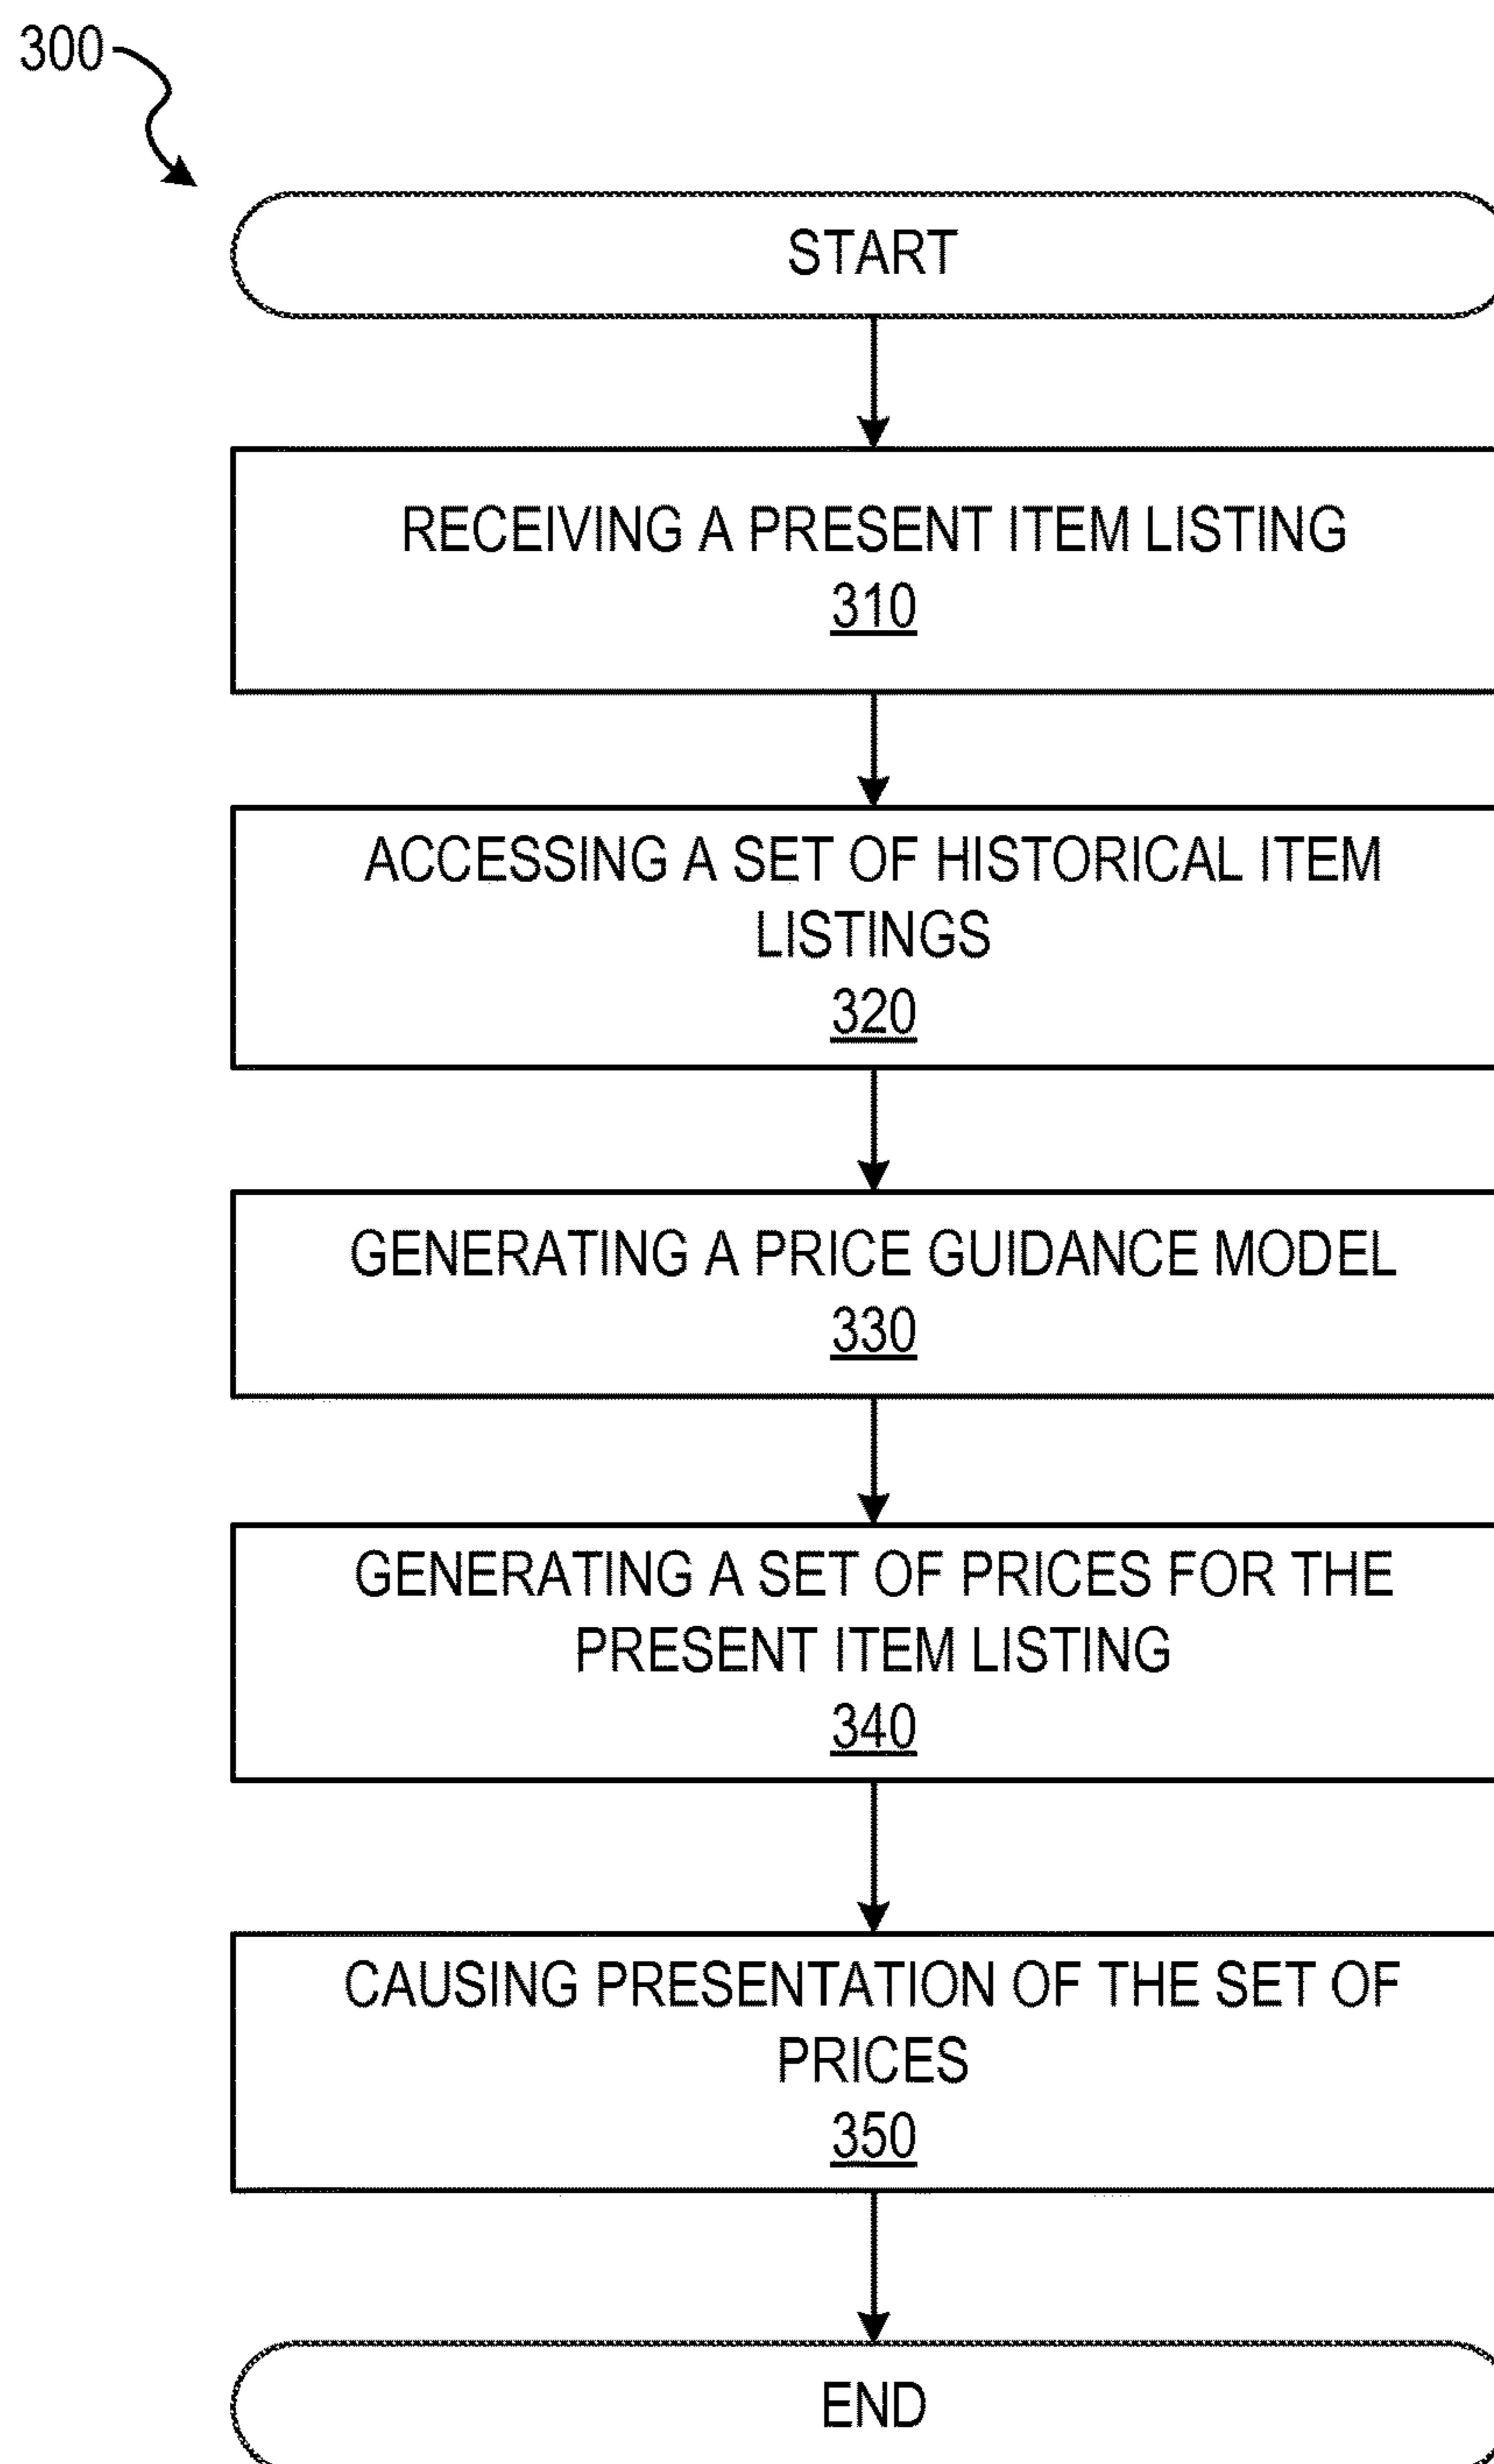 300
START
RECEIVING A PRESENT ITEM LISTING
310
ACCESSING A SET OF HISTORICAL ITEM
LISTINGS
320
GENERATING A PRICE GUIDANCE MODEL
330
GENERATING A SET OF PRICES FOR THE
PRESENT ITEM LISTING
340
CAUSING PRESENTATION OF THE SET OF
PRICES
350
END